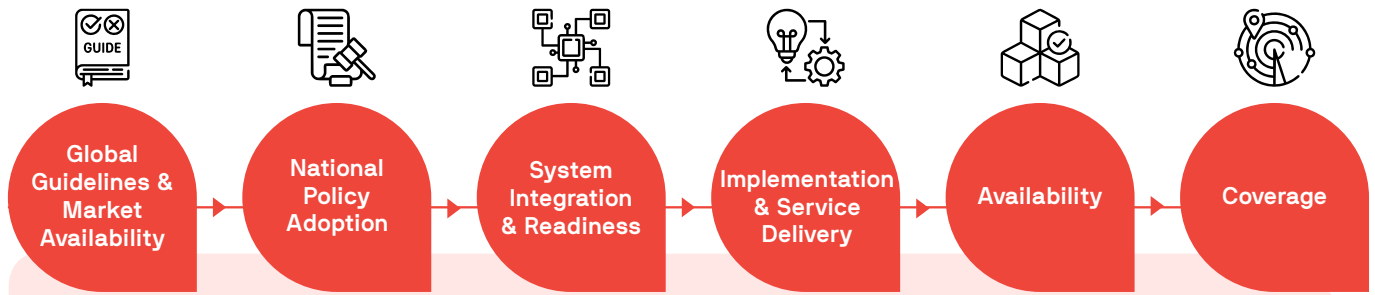 GUIDE
Global
Guidelines &
Market
Availability
National
Policy
Adoption
System
Integration
& Readiness
Implementation
& Service
Delivery
Availability
Coverage